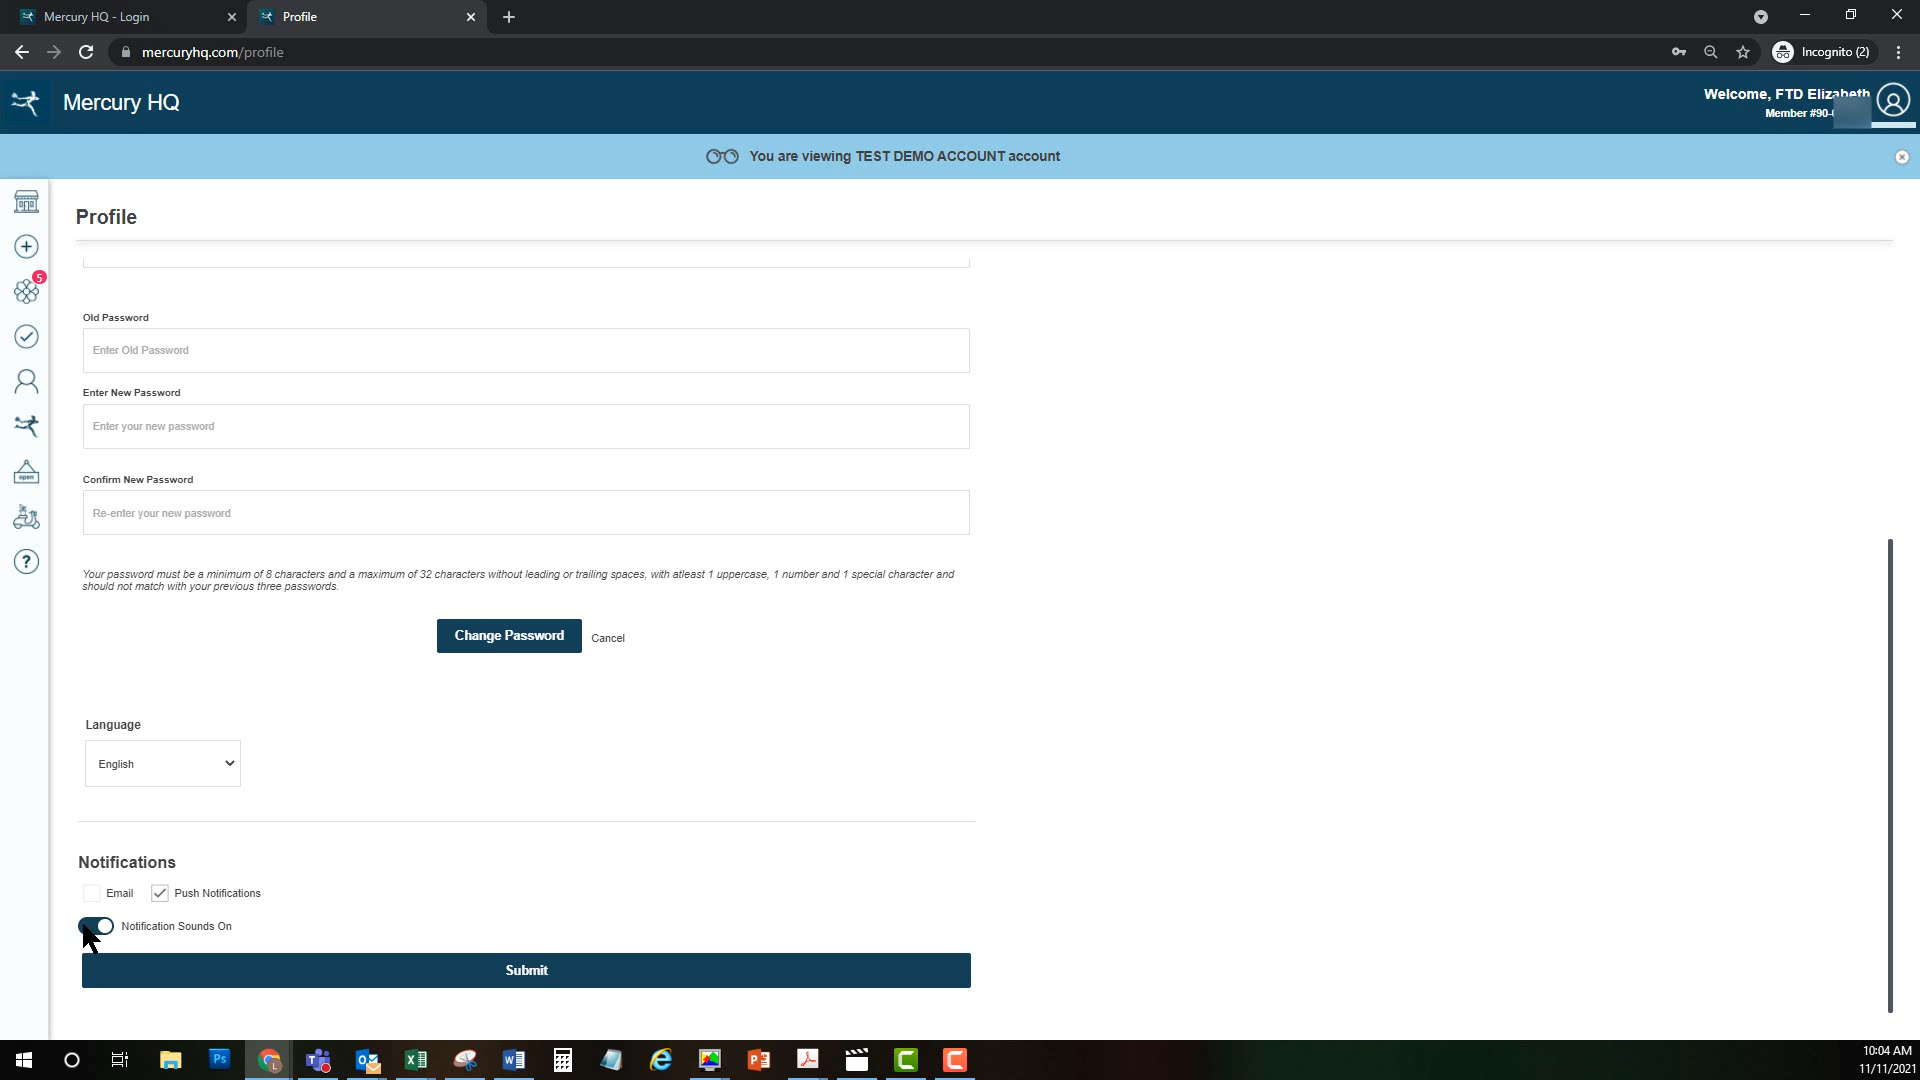 Mercury HQ - Login
Profile
mercuryhq.com/profile
Incognito (2)
Mercury HQ
Welcome, FTD Elizabeth
Member #90-
You are viewing TEST DEMO ACCOUNT account
Profile
5
open
?
Old Password
Enter Old Password
Enter New Password
Enter your new password
Confirm New Password
Re-enter your new password
Your password must be a minimum of 8 characters and a maximum of 32 characters without leading or trailing spaces, with atleast 1 uppercase, 1 number and 1 special character and
should not match with your previous three passwords.
Change Password
Cancel
Language
English
Notifications
Email
Push Notifications
Notification Sounds On
Submit
Ps
L
10:04 AM
11/11/2021